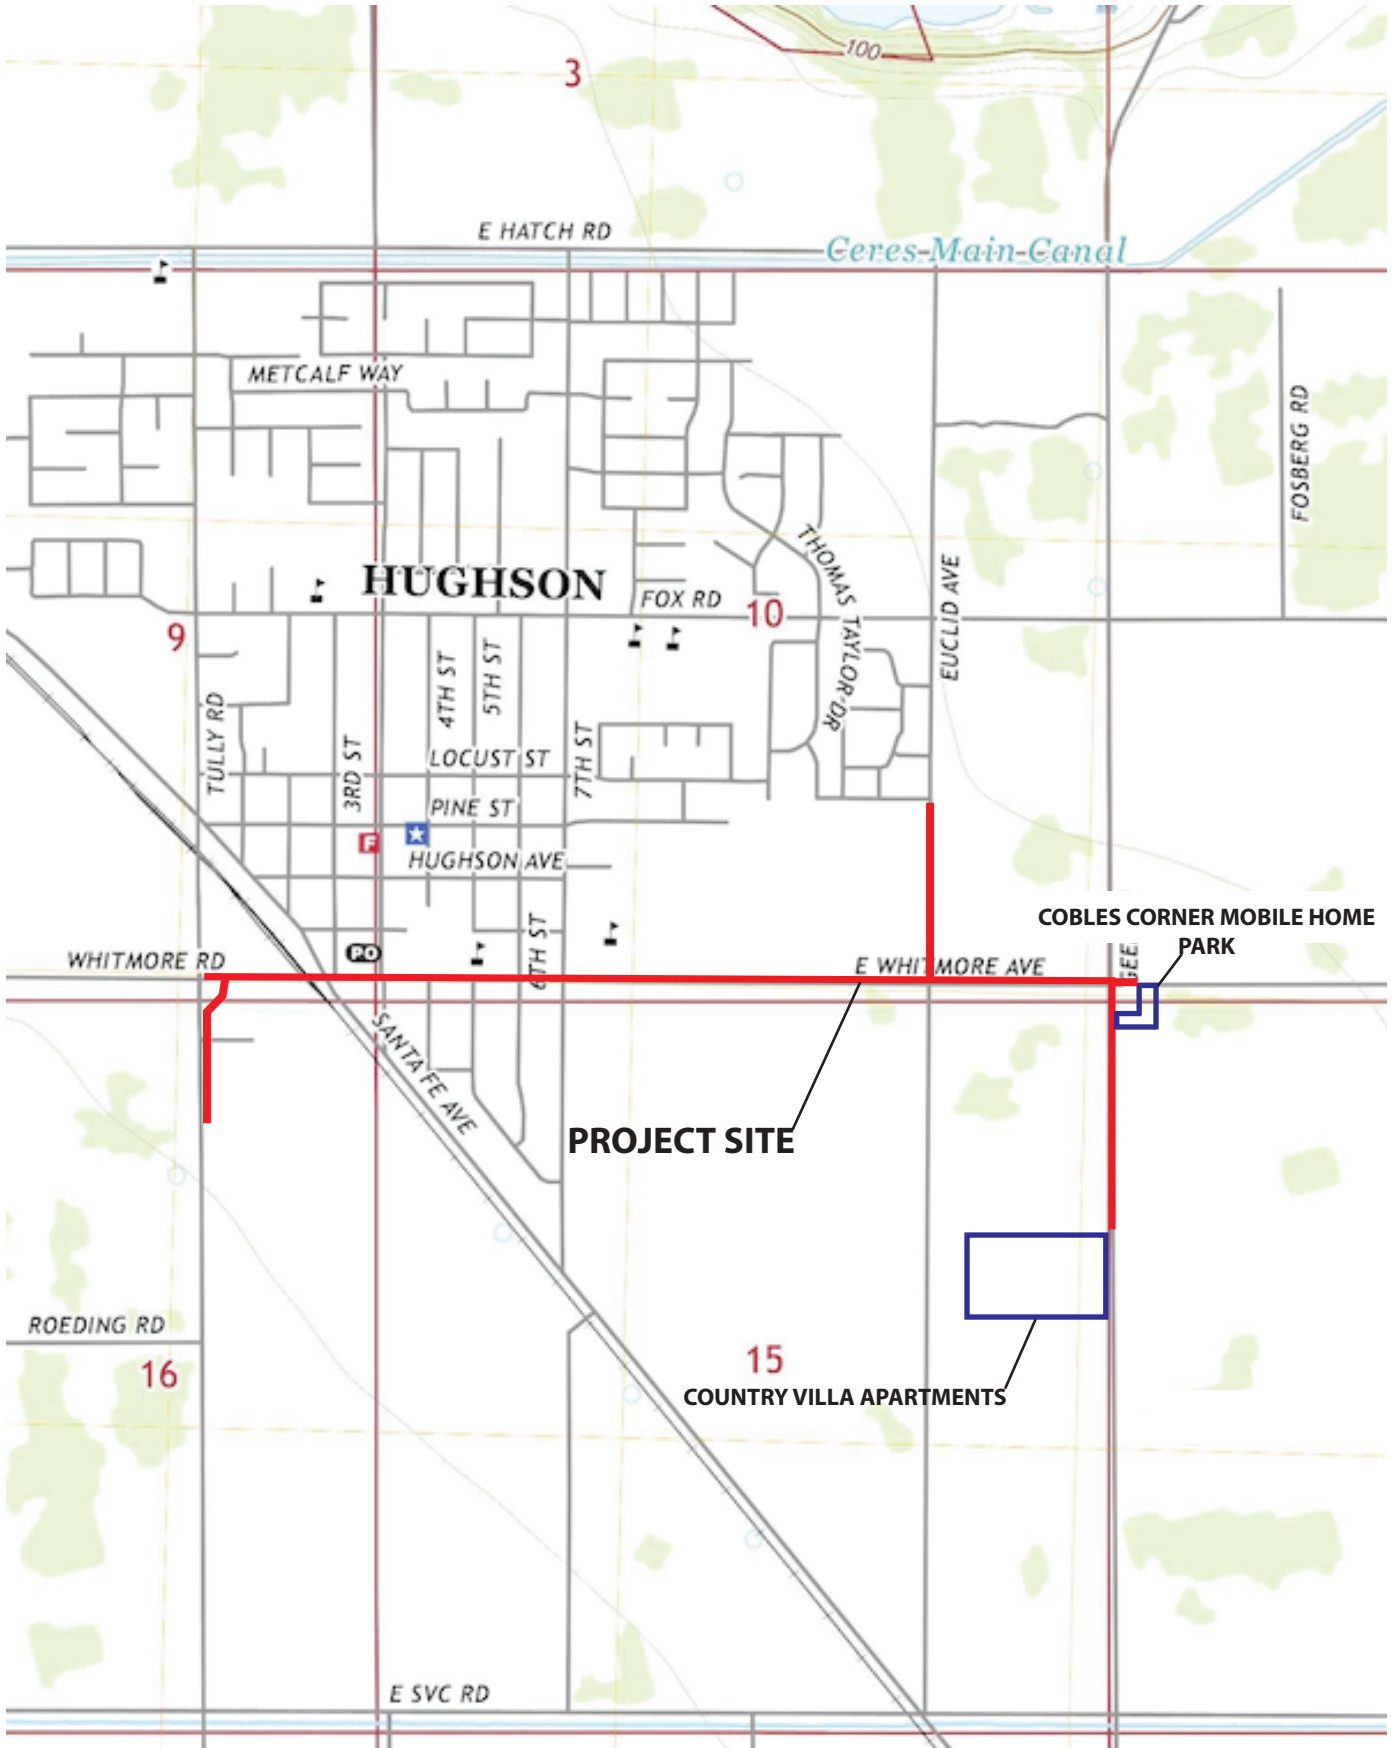 100
3
E HATCH RD
Ceres Main Canal
METCALF WAY
FOSBERG RD
THOMAS TAYLOR DR
EUCLID AVE
HUGHSON
FOX RD
10
9
4TH ST
5TH ST
TULLY RD
3RD ST
7TH ST
LOCUST ST
PINE ST
F
HUGHSON AVE
COBLES CORNER MOBILE HOME
PARK
6TH ST
PO
WHITMORE RD
E WHITMORE AVE
SANTA FE AVE
PROJECT SITE
ROEDING RD
16
15
COUNTRY VILLA APARTMENTS
E SVC RD